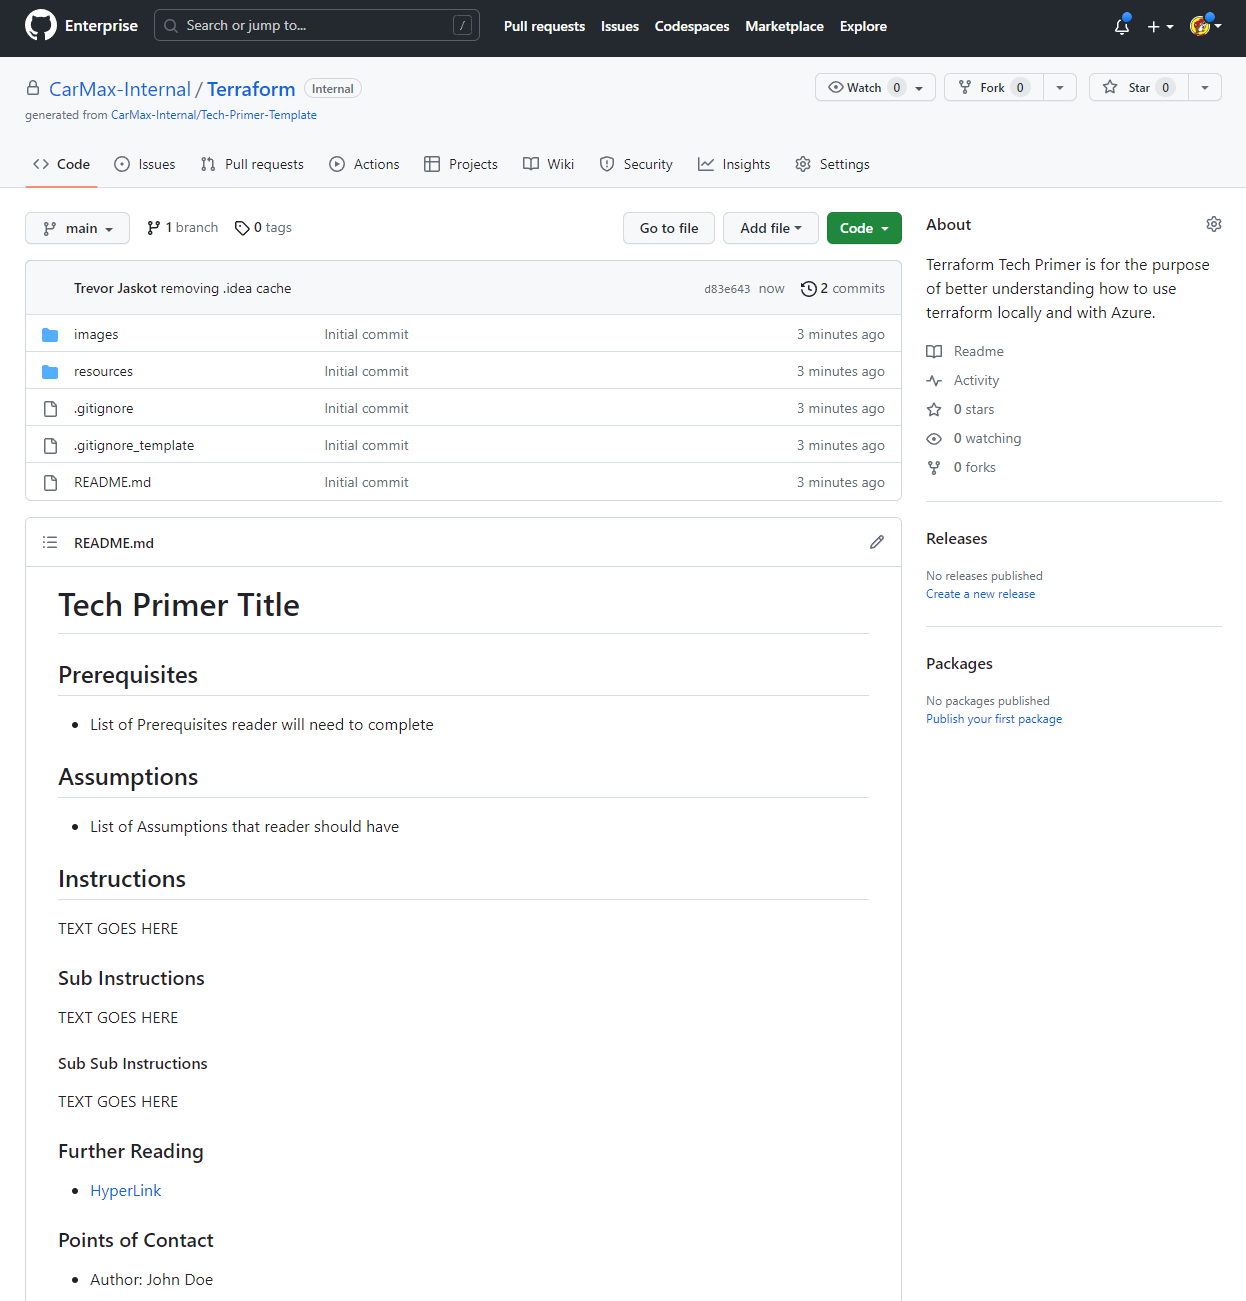 Enterprise Search or jump to... / Pull requests Issues Codespaces Marketplace Explore
CarMax-Internal / Terraform Internal Watch 0 Fork 0 Star 0
generated from CarMax-Internal/Tech-Primer-Template
Code Issues Pull requests Actions Projects Wiki Security Insights Settings
main 1 branch 0 tags Go to file Add file Code
Trevor Jaskot removing .idea cache d83e643 now 2 commits
images Initial commit 3 minutes ago
resources Initial commit 3 minutes ago
.gitignore Initial commit 3 minutes ago
.gitignore_template Initial commit 3 minutes ago
README.md Initial commit 3 minutes ago
README.md
Tech Primer Title
Prerequisites
List of Prerequisites reader will need to complete
Assumptions
List of Assumptions that reader should have
Instructions
TEXT GOES HERE
Sub Instructions
TEXT GOES HERE
Sub Sub Instructions
TEXT GOES HERE
Further Reading
HyperLink
Points of Contact
Author: John Doe
About
Terraform Tech Primer is for the purpose
of better understanding how to use
terraform locally and with Azure.
Readme
Activity
0 stars
0 watching
0 forks
Releases
No releases published
Create a new release
Packages
No packages published
Publish your first package